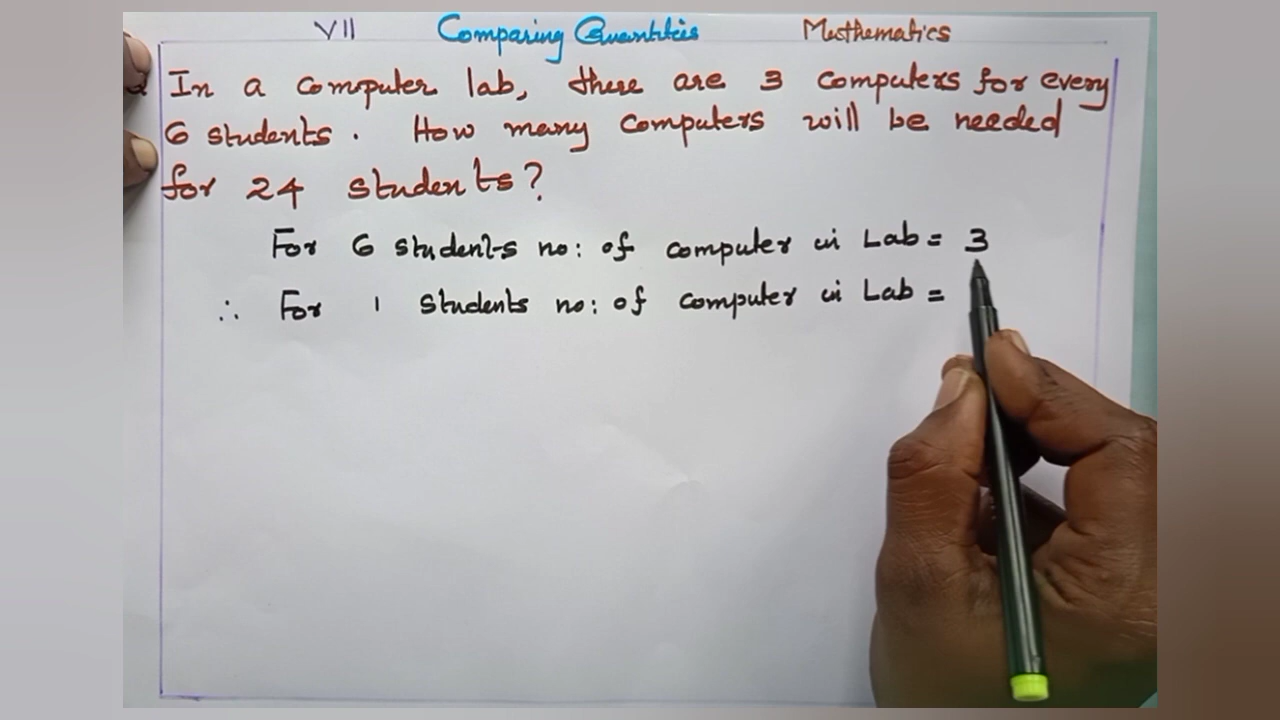 VII Comparing Quantities Mathematics
In a computer lab, there are 3 computers for every
6 students. How many computers will be needed
for 24 students?
For 6 students no: of computer in Lab = 3
∴ For 1 students no: of computer in Lab =